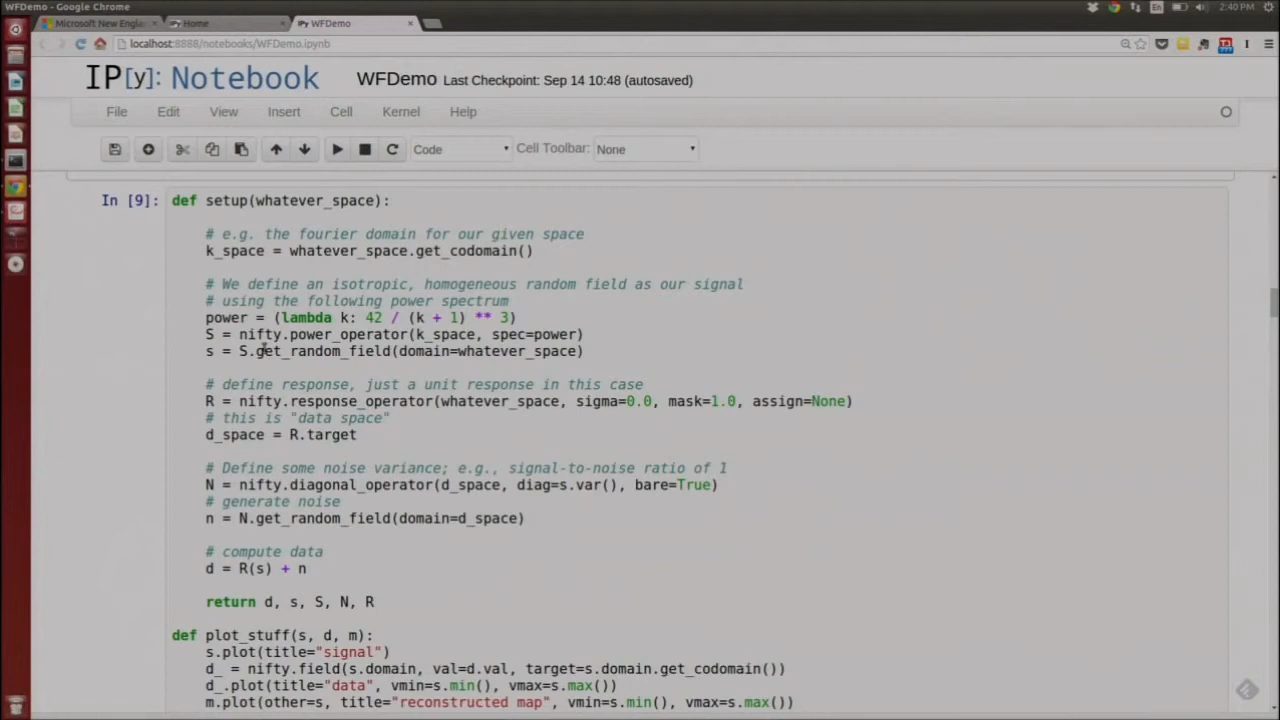 WFDemo - Google Chrome
En
2:40 PM
Microsoft New Engla
Home
WFDemo
localhost:8888/notebooks/WFDemo.ipynb
IP[y]: Notebook
WFDemo Last Checkpoint: Sep 14 10:48 (autosaved)
File Edit View Insert Cell Kernel Help
Code
Cell Toolbar: None
In [9]: def setup(whatever_space):
# e.g. the fourier domain for our given space
k_space = whatever_space.get_codomain()
# We define an isotropic, homogeneous random field as our signal
# using the following power spectrum
power = (lambda k: 42 / (k + 1) ** 3)
S = nifty.power_operator(k_space, spec=power)
s = S.get_random_field(domain=whatever_space)
# define response, just a unit response in this case
R = nifty.response_operator(whatever_space, sigma=0.0, mask=1.0, assign=None)
# this is "data space"
d_space = R.target
# Define some noise variance; e.g., signal-to-noise ratio of 1
N = nifty.diagonal_operator(d_space, diag=s.var(), bare=True)
# generate noise
n = N.get_random_field(domain=d_space)
# compute data
d = R(s) + n
return d, s, S, N, R
def plot_stuff(s, d, m):
s.plot(title="signal")
d_ = nifty.field(s.domain, val=d.val, target=s.domain.get_codomain())
d_.plot(title="data", vmin=s.min(), vmax=s.max())
m.plot(other=s, title="reconstructed map", vmin=s.min(), vmax=s.max())